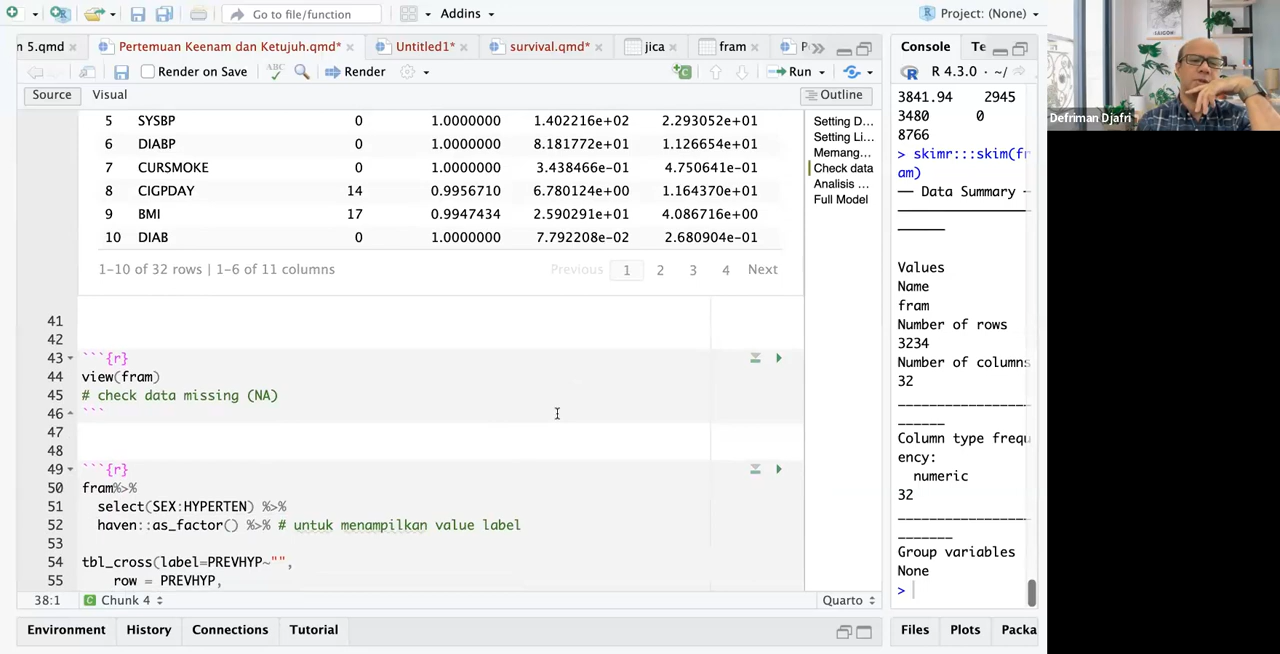 Go to file/function
Addins
Project: (None)
n 5.qmd
Pertemuan Keenam dan Ketujuh.qmd*
Untitled1*
survival.qmd*
jica
fram
Render on Save
ABC
Render
Run
Source
Visual
Outline
5 SYSBP 0 1.0000000 1.402216e+02 2.293052e+01
6 DIABP 0 1.0000000 8.181772e+01 1.126654e+01
7 CURSMOKE 0 1.0000000 3.438466e-01 4.750641e-01
8 CIGPDAY 14 0.9956710 6.780124e+00 1.164370e+01
9 BMI 17 0.9947434 2.590291e+01 4.086716e+00
10 DIAB 0 1.0000000 7.792208e-02 2.680904e-01
1-10 of 32 rows | 1-6 of 11 columns
Previous 1 2 3 4 Next
41
42
43 ```{r}
44 view(fram)
45 # check data missing (NA)
46 ```
47
48
49 ```{r}
50 fram%>%
51 select(SEX:HYPERTEN) %>%
52 haven::as_factor() %>% # untuk menampilkan value label
53
54 tbl_cross(label=PREVHYP~"",
55 row = PREVHYP,
38:1 Chunk 4
Quarto
Environment History Connections Tutorial
Setting D...
Setting Li...
Memang...
Check data
Analisis ...
Full Model
Console Te
R 4.3.0 · ~/
3841.94 2945
3480 0
8766
> skimr:::skim(fr
am)
── Data Summary ─
Values
Name
fram
Number of rows
3234
Number of columns
32
Column type frequ
ency:
numeric
32
Group variables
None
>
Files Plots Packa
Defriman Djafri